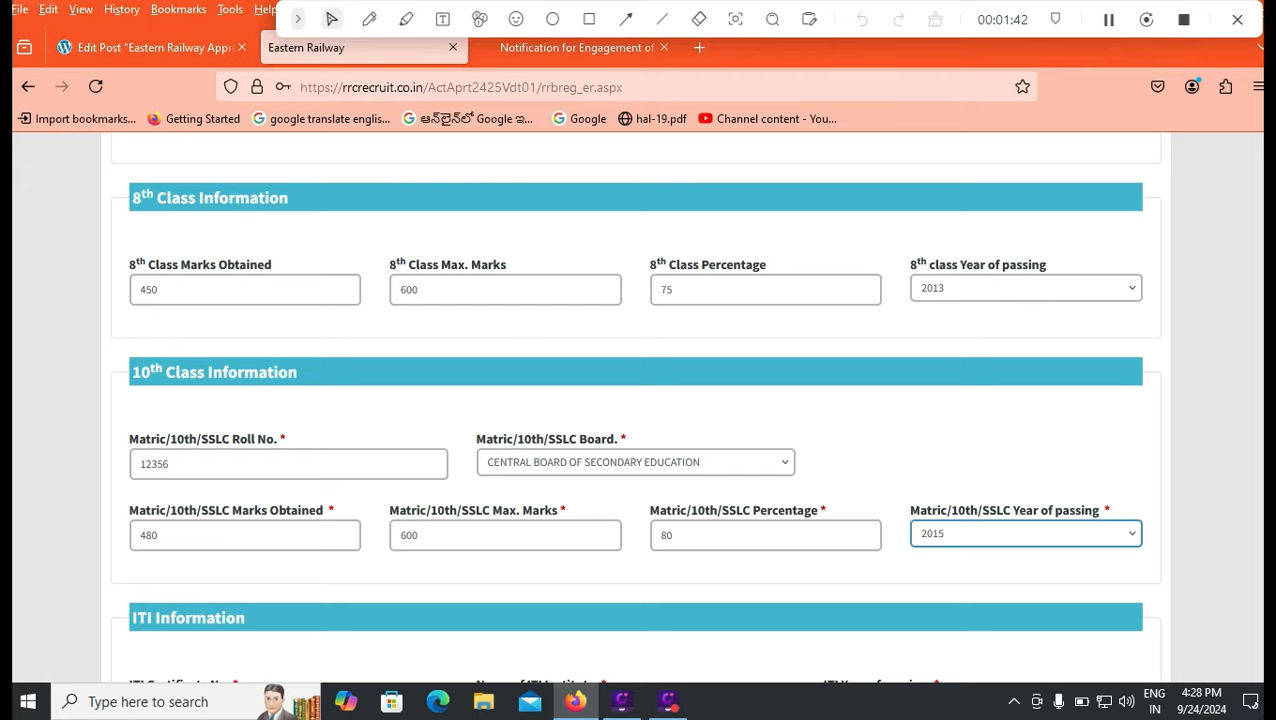 File Edit View History Bookmarks Tools Help
00:01:42
Edit Post "Eastern Railway Appre
Eastern Railway
Notification for Engagement of
https://rrcrecruit.co.in/ActAprt2425Vdt01/rrbreg_er.aspx
Import bookmarks... Getting Started google translate englis... ఆన్‌లైన్‌లో Google ఇ... Google hal-19.pdf Channel content - You...
8th Class Information
8th Class Marks Obtained 8th Class Max. Marks 8th Class Percentage 8th class Year of passing
450 600 75 2013
10th Class Information
Matric/10th/SSLC Roll No. * Matric/10th/SSLC Board. *
12356 CENTRAL BOARD OF SECONDARY EDUCATION
Matric/10th/SSLC Marks Obtained * Matric/10th/SSLC Max. Marks * Matric/10th/SSLC Percentage * Matric/10th/SSLC Year of passing *
480 600 80 2015
ITI Information
Type here to search
ENG 4:28 PM
IN 9/24/2024